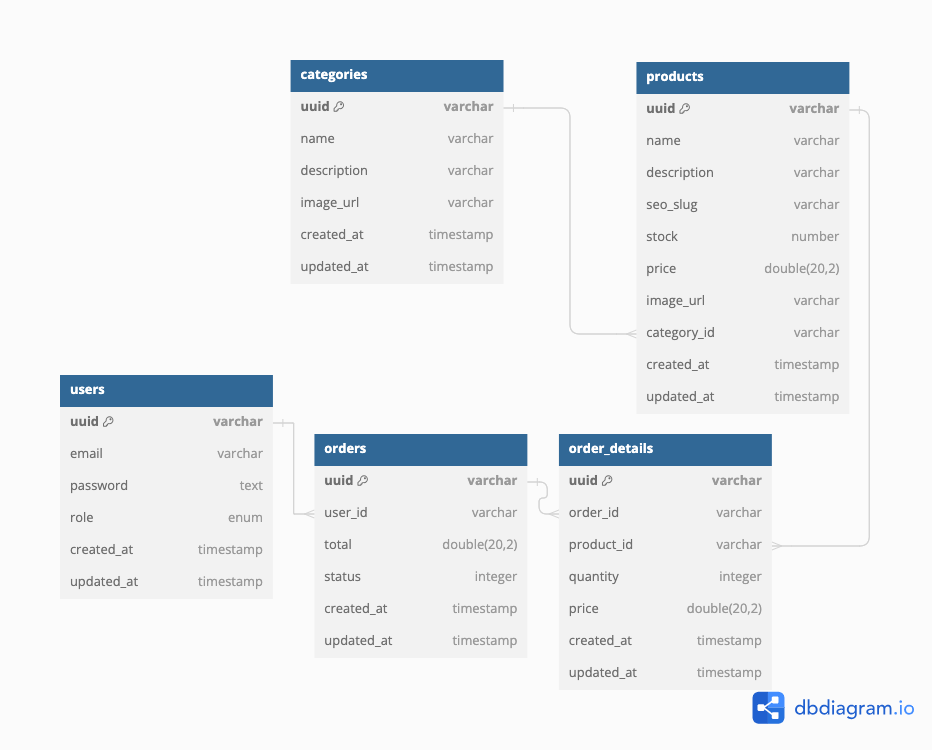 categories
uuid varchar
name varchar
description varchar
image_url varchar
created_at timestamp
updated_at timestamp
products
uuid varchar
name varchar
description varchar
seo_slug varchar
stock number
price double(20,2)
image_url varchar
category_id varchar
created_at timestamp
updated_at timestamp
users
uuid varchar
email varchar
password text
role enum
created_at timestamp
updated_at timestamp
orders
uuid varchar
user_id varchar
total double(20,2)
status integer
created_at timestamp
updated_at timestamp
order_details
uuid varchar
order_id varchar
product_id varchar
quantity integer
price double(20,2)
created_at timestamp
updated_at timestamp
dbdiagram.io